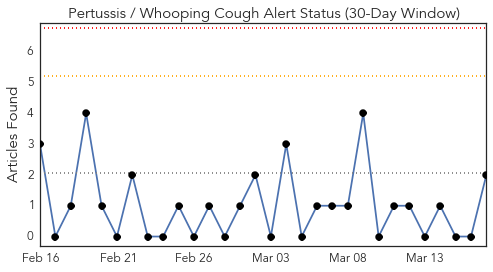 Pertussis / Whooping Cough Alert Status (30-Day Window)
Articles Found
6
5
4
3
2
1
0
Feb 16 Feb 21 Feb 26 Mar 03 Mar 08 Mar 13